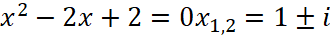 x² − 2x + 2 = 0x₁,₂ = 1 ± i